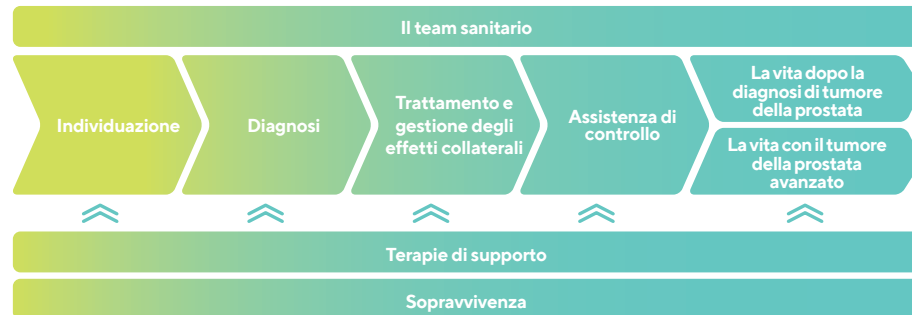 Il team sanitario
Individuazione
Diagnosi
Trattamento e
gestione degli
effetti collaterali
Assistenza di
controllo
La vita dopo la
diagnosi di tumore
della prostata
La vita con il tumore
della prostata
avanzato
Terapie di supporto
Sopravvivenza